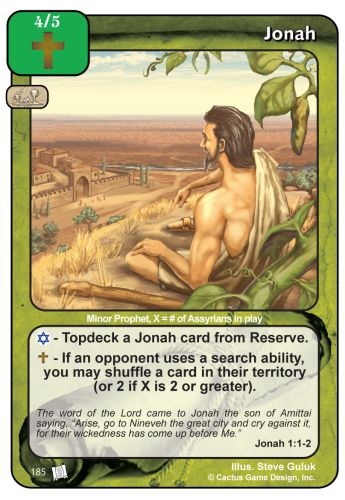 4/5
Jonah
Minor Prophet, X = # of Assyrians in play
- Topdeck a Jonah card from Reserve.
- If an opponent uses a search ability,
you may shuffle a card in their territory
(or 2 if X is 2 or greater).
The word of the Lord came to Jonah the son of Amittai
saying, “Arise, go to Nineveh the great city and cry against it,
for their wickedness has come up before Me.”
Jonah 1:1-2
185
Illus. Steve Guluk
© Cactus Game Design, Inc.